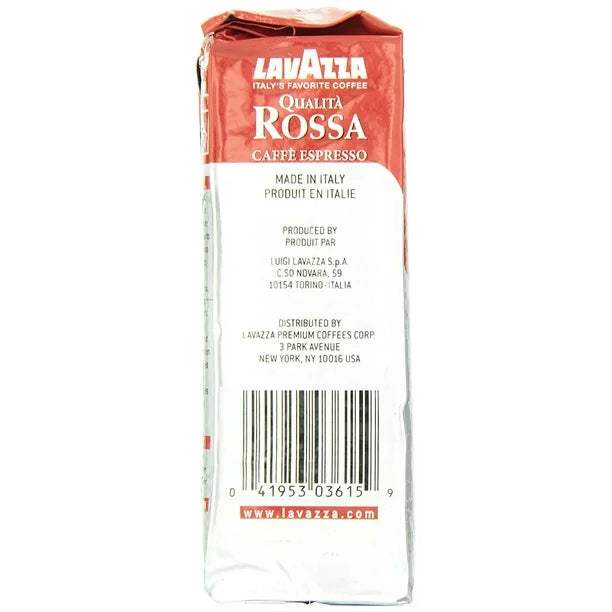 LAVAZZA
ITALY'S FAVORITE COFFEE
QUALITÀ
ROSSA
CAFFÈ ESPRESSO
MADE IN ITALY
PRODUIT EN ITALIE
PRODUCED BY
PRODUIT PAR
LUIGI LAVAZZA S.p.A.
C.SO NOVARA, 59
10154 TORINO-ITALIA
DISTRIBUTED BY
LAVAZZA PREMIUM COFFEES CORP.
3 PARK AVENUE
NEW YORK, NY 10016 USA
0 41953 03615 9
www.lavazza.com